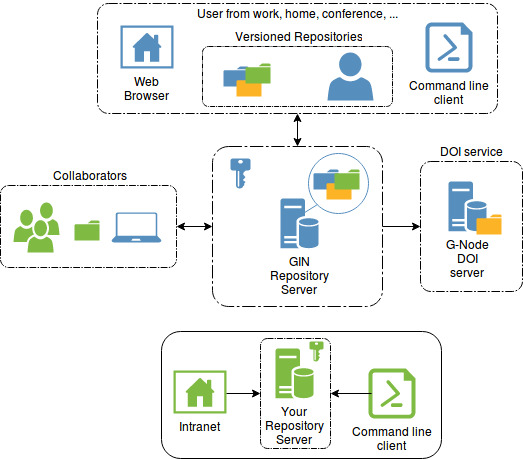 User from work, home, conference, ...
Versioned Repositories
Web
Browser
Command line
client
Collaborators
DOI service
GIN
Repository
Server
G-Node
DOI
server
Intranet
Your
Repository
Server
Command line
client